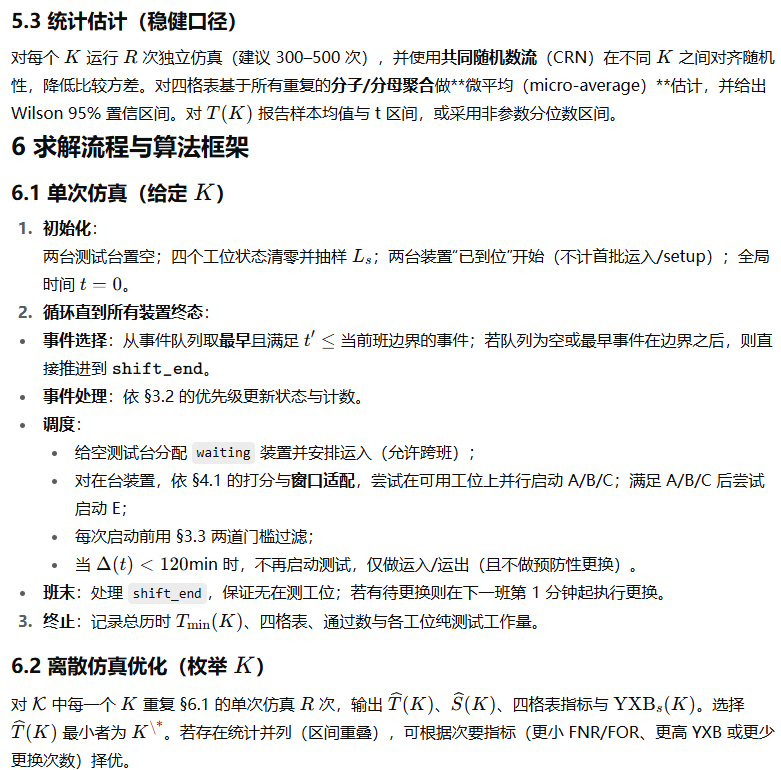 5.3 统计估计（稳健口径）
对每个 K 运行 R 次独立仿真（建议 300–500 次），并使用共同随机数流（CRN）在不同 K 之间对齐随机
性，降低比较方差。对四格表基于所有重复的分子/分母聚合做**微平均（micro-average）**估计，并给出
Wilson 95% 置信区间。对 T(K) 报告样本均值与 t 区间，或采用非参数分位数区间。
6 求解流程与算法框架
6.1 单次仿真（给定 K）
1. 初始化：
两台测试台置空；四个工位状态清零并抽样 L_s；两台装置“已到位”开始（不计首批运入/setup）；全局
时间 t = 0。
2. 循环直到所有装置终态：
• 事件选择：从事件队列取最早且满足 t′ ≤ 当前班边界的事件；若队列为空或最早事件在边界之后，则直
接推进到 shift_end。
• 事件处理：依 §3.2 的优先级更新状态与计数。
• 调度：
• 给空测试台分配 waiting 装置并安排运入（允许跨班）；
• 对在台装置，依 §4.1 的打分与窗口适配，尝试在可用工位上并行启动 A/B/C；满足 A/B/C 后尝试
启动 E；
• 每次启动前用 §3.3 两道门槛过滤；
• 当 Δ(t) < 120min 时，不再启动测试，仅做运入/运出（且不做预防性更换）。
• 班末：处理 shift_end，保证无在测工位；若有待更换则在下一班第 1 分钟起执行更换。
3. 终止：记录总历时 T_min(K)、四格表、通过数与各工位纯测试工作量。
6.2 离散仿真优化（枚举 K）
对 𝒦 中每一个 K 重复 §6.1 的单次仿真 R 次，输出 T̂(K)、Ŝ(K)、四格表指标与 YXB_s(K)。选择
T̂(K) 最小者为 K^\*。若存在统计并列（区间重叠），可根据次要指标（更小 FNR/FOR、更高 YXB 或更少
更换次数）择优。